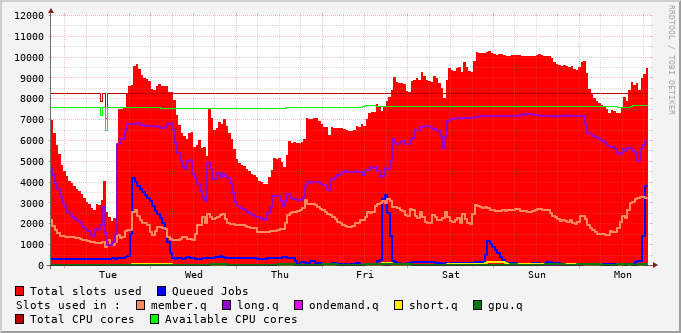 12000
11000
10000
9000
8000
7000
6000
5000
4000
3000
2000
1000
0
Tue Wed Thu Fri Sat Sun Mon
RRDTOOL / TOBI OETIKER
Total slots used Queued Jobs
Slots used in : member.q long.q ondemand.q short.q gpu.q
Total CPU cores Available CPU cores